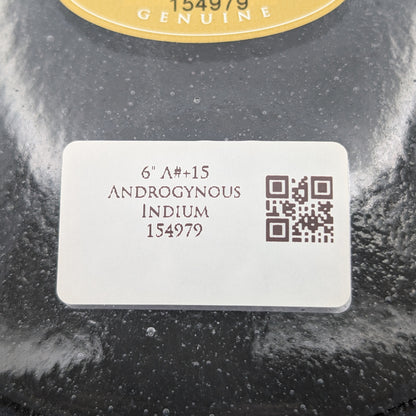 154979
GENUINE
6" A#+15
ANDROGYNOUS
INDIUM
154979